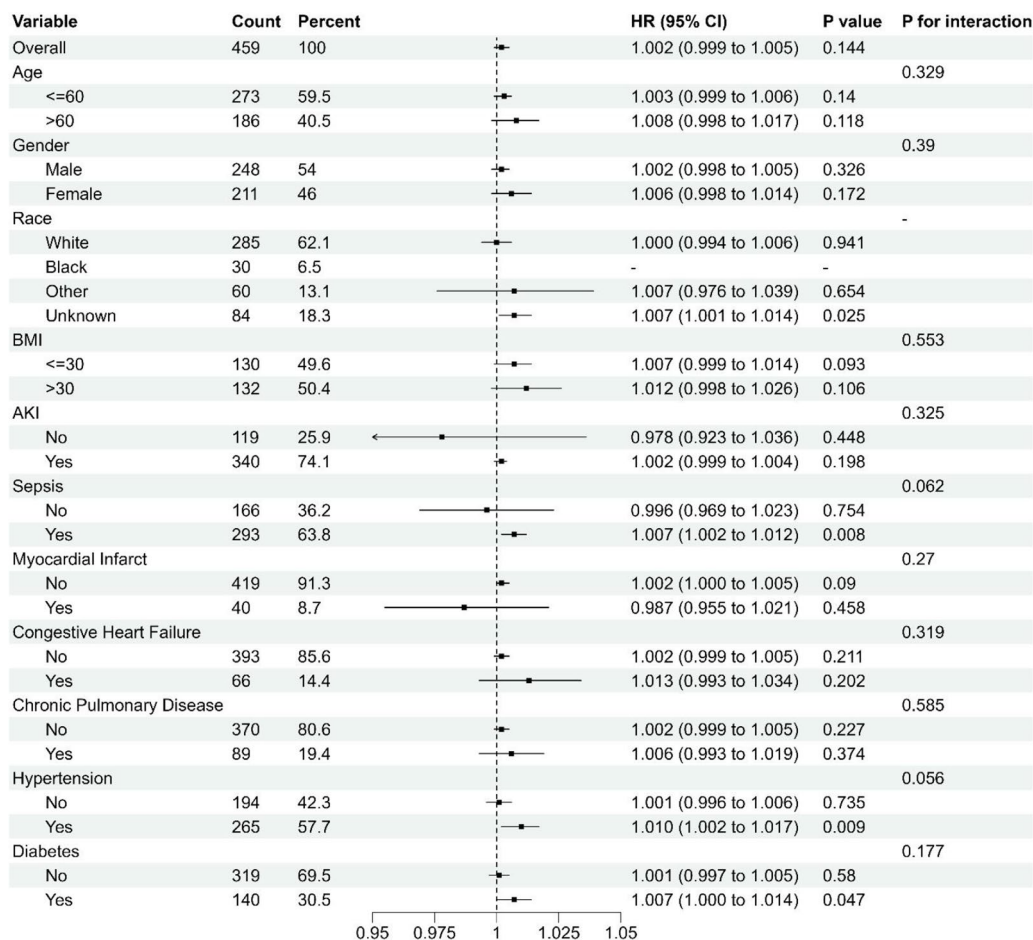 Variable Count Percent HR (95% CI) P value P for interaction
Overall 459 100 1.002 (0.999 to 1.005) 0.144
Age 0.329
<=60 273 59.5 1.003 (0.999 to 1.006) 0.14
>60 186 40.5 1.008 (0.998 to 1.017) 0.118
Gender 0.39
Male 248 54 1.002 (0.998 to 1.005) 0.326
Female 211 46 1.006 (0.998 to 1.014) 0.172
Race -
White 285 62.1 1.000 (0.994 to 1.006) 0.941
Black 30 6.5 - -
Other 60 13.1 1.007 (0.976 to 1.039) 0.654
Unknown 84 18.3 1.007 (1.001 to 1.014) 0.025
BMI 0.553
<=30 130 49.6 1.007 (0.999 to 1.014) 0.093
>30 132 50.4 1.012 (0.998 to 1.026) 0.106
AKI 0.325
No 119 25.9 0.978 (0.923 to 1.036) 0.448
Yes 340 74.1 1.002 (0.999 to 1.004) 0.198
Sepsis 0.062
No 166 36.2 0.996 (0.969 to 1.023) 0.754
Yes 293 63.8 1.007 (1.002 to 1.012) 0.008
Myocardial Infarct 0.27
No 419 91.3 1.002 (1.000 to 1.005) 0.09
Yes 40 8.7 0.987 (0.955 to 1.021) 0.458
Congestive Heart Failure 0.319
No 393 85.6 1.002 (0.999 to 1.005) 0.211
Yes 66 14.4 1.013 (0.993 to 1.034) 0.202
Chronic Pulmonary Disease 0.585
No 370 80.6 1.002 (0.999 to 1.005) 0.227
Yes 89 19.4 1.006 (0.993 to 1.019) 0.374
Hypertension 0.056
No 194 42.3 1.001 (0.996 to 1.006) 0.735
Yes 265 57.7 1.010 (1.002 to 1.017) 0.009
Diabetes 0.177
No 319 69.5 1.001 (0.997 to 1.005) 0.58
Yes 140 30.5 1.007 (1.000 to 1.014) 0.047
0.95 0.975 1 1.025 1.05